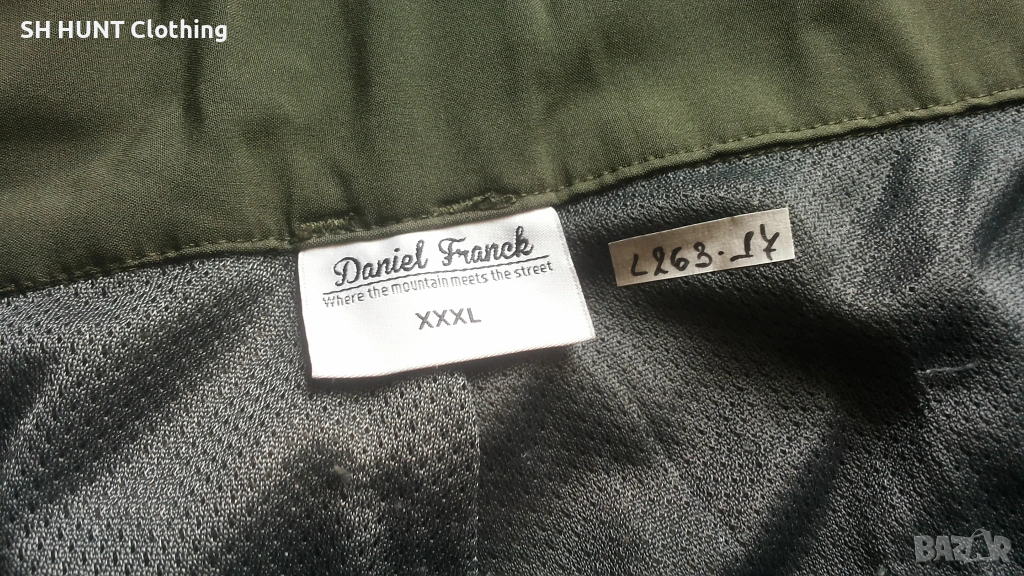 SH HUNT Clothing
Daniel Franck
Where the mountain meets the street
XXXL
L263.17
BAZAR